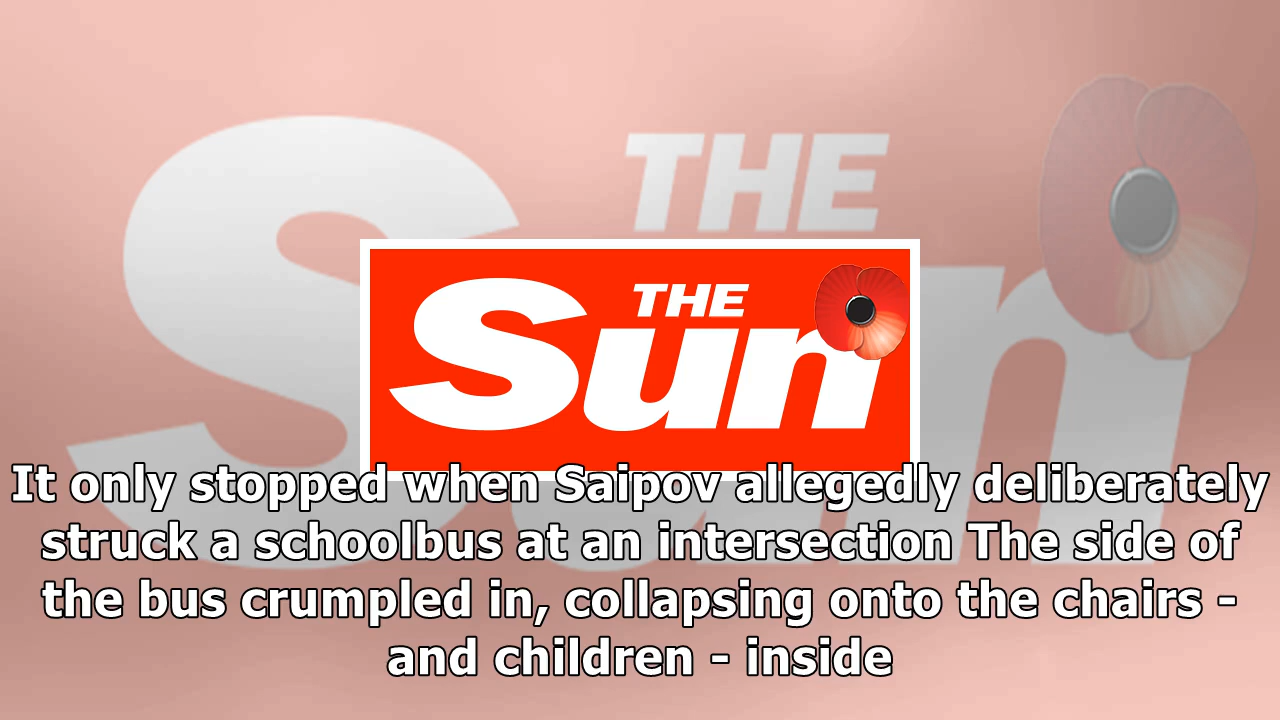 THE
Sun
THE
Sun
It only stopped when Saipov allegedly deliberately
struck a schoolbus at an intersection The side of
the bus crumpled in, collapsing onto the chairs -
and children - inside